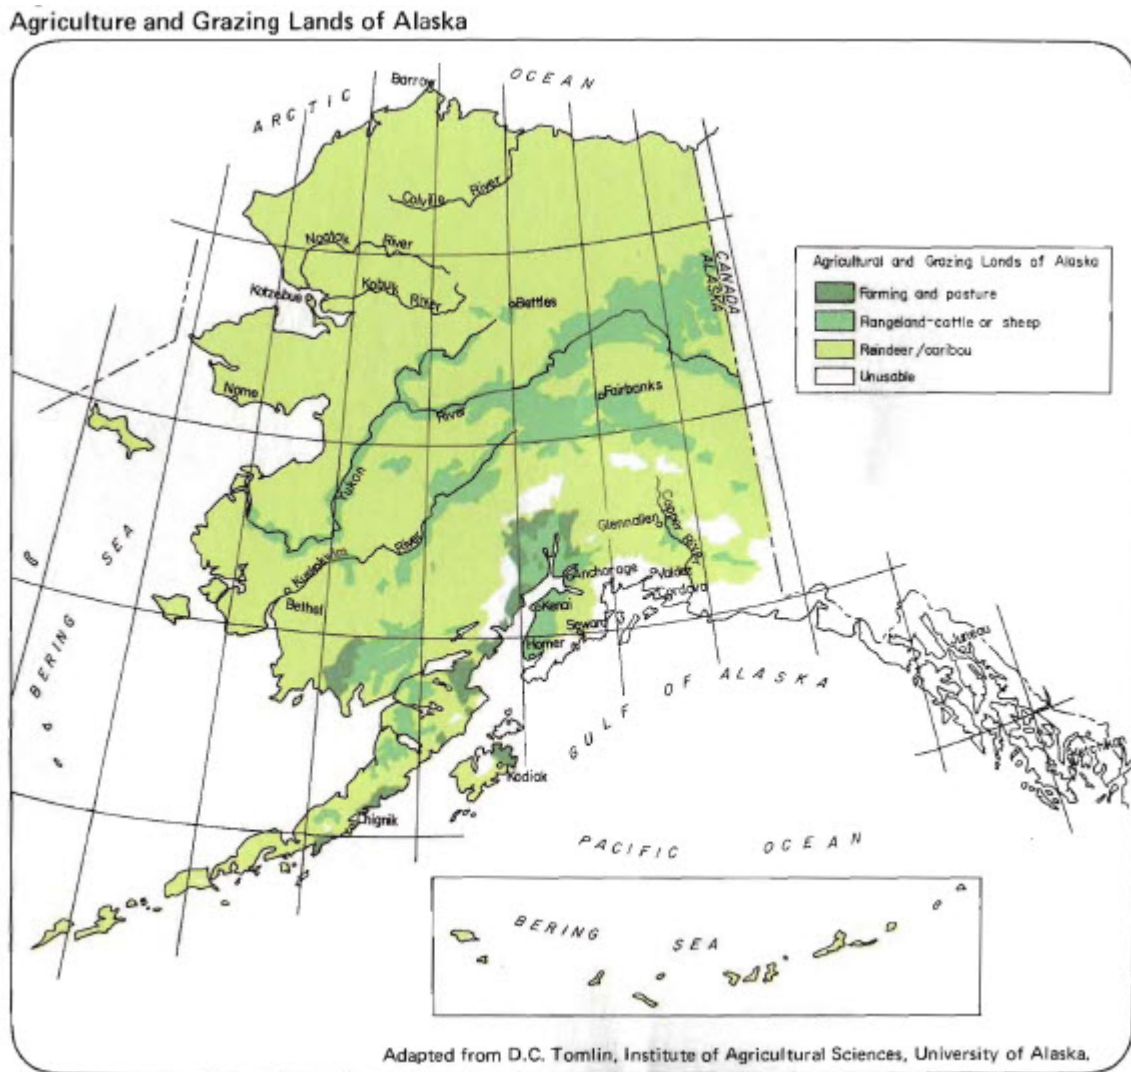 Agriculture and Grazing Lands of Alaska
ARCTIC OCEAN
Barrow
Colville River
Noatak River
Kotzebue
Kobuk River
Bettles
CANADA
ALASKA
Agricultural and Grazing Lands of Alaska
Farming and pasture
Rangeland-cattle or sheep
Reindeer/caribou
Unusable
Nome
River
Fairbanks
Yukon
Glennallen
Copper River
BERING SEA
Kuskokwim River
Anchorage
Valdez
Cordova
Bethel
Kenai
Seward
Homer
Juneau
GULF OF ALASKA
Ketchikan
Kodiak
Chignik
PACIFIC OCEAN
BERING SEA
Adapted from D.C. Tomlin, Institute of Agricultural Sciences, University of Alaska.